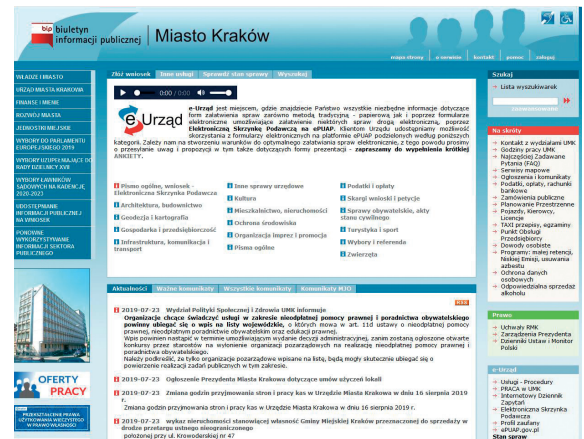 bip biuletyn
informacji publicznej
Miasto Kraków
mapa strony o serwisie kontakt pomoc zaloguj
WŁADZE I MIASTO
URZĄD MIASTA KRAKOWA
FINANSE I MIENIE
ROZWÓJ MIASTA
JEDNOSTKI MIEJSKIE
WYBORY DO PARLAMENTU
EUROPEJSKIEGO 2019
WYBORY UZUPEŁNIAJĄCE DO
RADY DZIELNICY XVII
WYBORY ŁAWNIKÓW
SĄDOWYCH NA KADENCJĘ
2020-2023
UDOSTĘPNIANIE
INFORMACJI PUBLICZNEJ
NA WNIOSEK
PONOWNE
WYKORZYSTYWANIE
INFORMACJI SEKTORA
PUBLICZNEGO
OFERTY
PRACY
PRZEKSZTAŁCENIE PRAWA
UŻYTKOWANIA WIECZYSTEGO
W PRAWO WŁASNOŚCI
Złóż wniosek Inne usługi Sprawdź stan sprawy Wyszukaj
0:00 / 0:00
eUrząd
e-Urząd jest miejscem, gdzie znajdziecie Państwo wszystkie niezbędne informacje dotyczące
form załatwienia spraw zarówno metodą tradycyjną - papierową jak i poprzez formularze
elektroniczne umożliwiające załatwienie niektórych spraw drogą elektroniczną, poprzez
Elektroniczną Skrzynkę Podawczą na ePUAP. Klientom Urzędu udostępniamy możliwość
skorzystania z formularzy elektronicznych na platformie ePUAP podzielonych według poniższych
kategorii. Zależy nam na stworzeniu warunków do optymalnego załatwiania spraw elektronicznie, z tego powodu prosimy
o przesyłanie uwag i propozycji w tym także dotyczących formy prezentacji - zapraszamy do wypełnienia krótkiej
ANKIETY.
Pismo ogólne, wniosek -
Elektroniczna Skrzynka Podawcza
Architektura, budownictwo
Geodezja i kartografia
Gospodarka i przedsiębiorczość
Infrastruktura, komunikacja i
transport
Inne sprawy urzędowe
Kultura
Mieszkalnictwo, nieruchomości
Ochrona środowiska
Organizacja imprez i promocja
Pismo ogólne
Podatki i opłaty
Skargi wnioski i petycje
Sprawy obywatelskie, akty
stanu cywilnego
Turystyka i sport
Wybory i referenda
Zwierzęta
Aktualności Ważne komunikaty Wszystkie komunikaty Komunikaty MJO
RSS
2019-07-23 Wydział Polityki Społecznej i Zdrowia UMK informuje
Organizacje chcące świadczyć usługi w zakresie nieodpłatnej pomocy prawnej i poradnictwa obywatelskiego
powinny ubiegać się o wpis na listy wojewódzkie, o których mowa w art. 11d ustawy o nieodpłatnej pomocy
prawnej, nieodpłatnym poradnictwie obywatelskim oraz edukacji prawnej.
Wpis powinien nastąpić w terminie umożliwiającym wydanie decyzji administracyjnej, zanim zostaną ogłoszone otwarte
konkursy przez starostów na wyłonienie organizacji pozarządowych na realizację nieodpłatnej pomocy prawnej i
poradnictwa obywatelskiego.
Należy podkreślić, że tylko organizacje pozarządowe wpisane na listę, będą mogły skutecznie ubiegać się o
powierzenie realizacji zadań publicznych w tym zakresie.
2019-07-23 Ogłoszenie Prezydenta Miasta Krakowa dotyczące umów użyczeń lokali
2019-07-23 Zmiana godzin przyjmowania stron i pracy kas w Urzędzie Miasta Krakowa w dniu 16 sierpnia 2019
r.
Zmiana godzin przyjmowania stron i pracy kas w Urzędzie Miasta Krakowa w dniu 16 sierpnia 2019 r.
2019-07-23 wykaz nieruchomości stanowiącej własność Gminy Miejskiej Kraków przeznaczonej do sprzedaży w
drodze przetargu ustnego nieograniczonego
położonej przy ul. Krowoderskiej nr 47
Szukaj
Lista wyszukiwarek
Na skróty
Kontakt z wydziałami UMK
Godziny pracy UMK
Najczęściej Zadawane
Pytania (FAQ)
Serwisy mapowe
Ogłoszenia i komunikaty
Podatki, opłaty, rachunki
bankowe
Zamówienia publiczne
Planowanie Przestrzenne
Pojazdy, Kierowcy,
Licencje
TAXI przepisy, egzaminy
Punkt Obsługi
Przedsiębiorcy
Dowody osobiste
Programy: małej retencji,
Niskiej Emisji, usuwania
azbestu
Ochrona danych
osobowych
Odpowiedzialna sprzedaż
alkoholu
Prawo
Uchwały RMK
Zarządzenia Prezydenta
Dzienniki Ustaw i Monitor
Polski
e-Urząd
Usługi - Procedury
PRACA w UMK
Internetowy Dziennik
Zapytań
Elektroniczna Skrzynka
Podawcza
Profil zaufany
ePUAP.gov.pl
Stan spraw